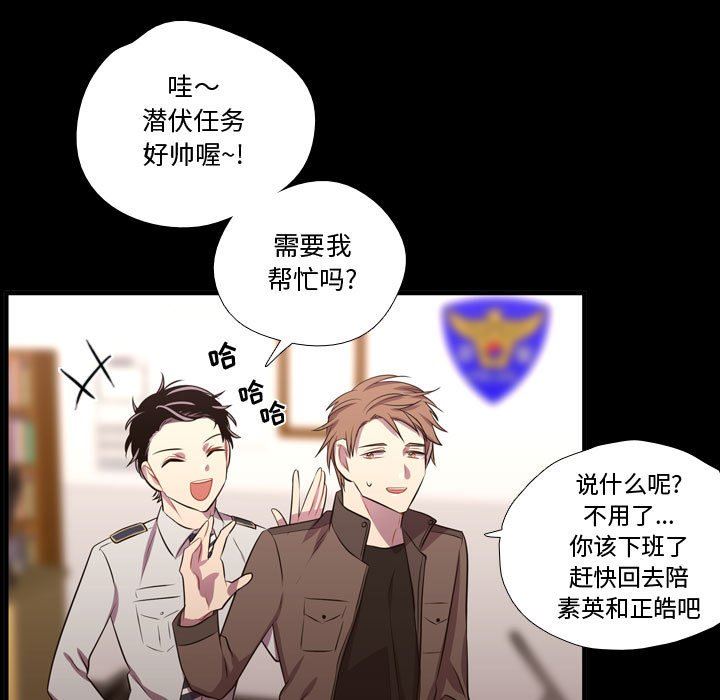 哇～
潜伏任务
好帅喔~!
需要我
帮忙吗?
哈
哈
哈
说什么呢?
不用了...
你该下班了
赶快回去陪
素英和正皓吧